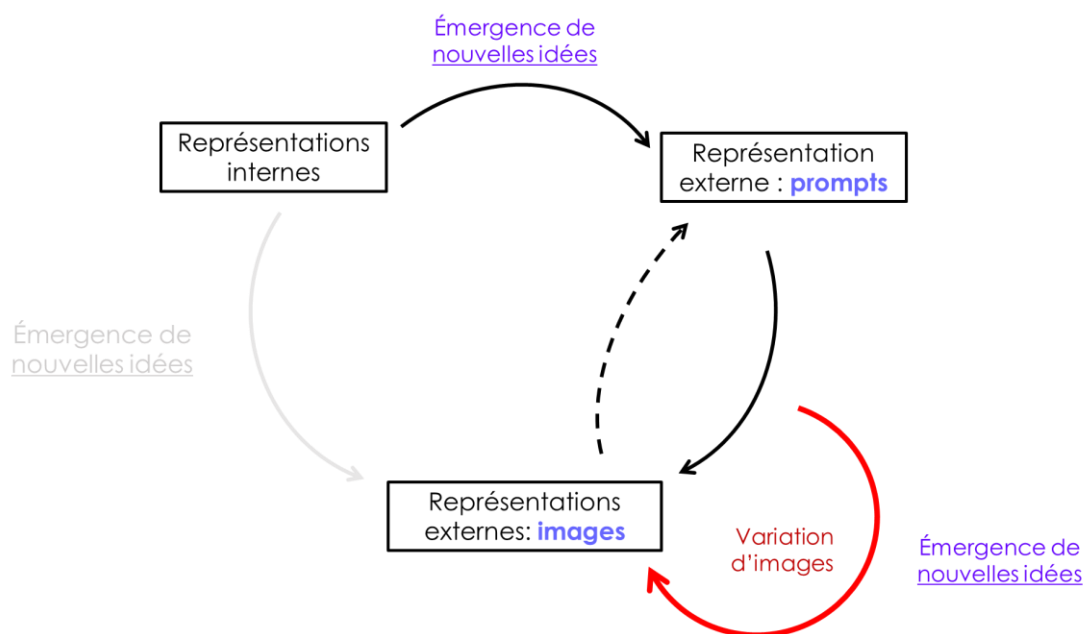 Émergence de
nouvelles idées
Représentations
internes
Représentation
externe : prompts
Émergence de
nouvelles idées
Représentations
externes: images
Variation
d'images
Émergence de
nouvelles idées